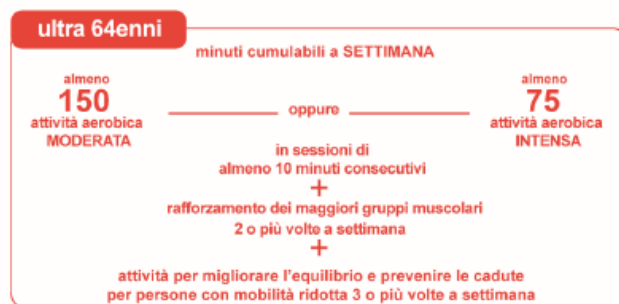 ultra 64enni
minuti cumulabili a SETTIMANA
almeno
150
attività aerobica
MODERATA
oppure
almeno
75
attività aerobica
INTENSA
in sessioni di
almeno 10 minuti consecutivi
+
rafforzamento dei maggiori gruppi muscolari
2 o più volte a settimana
+
attività per migliorare l'equilibrio e prevenire le cadute
per persone con mobilità ridotta 3 o più volte a settimana